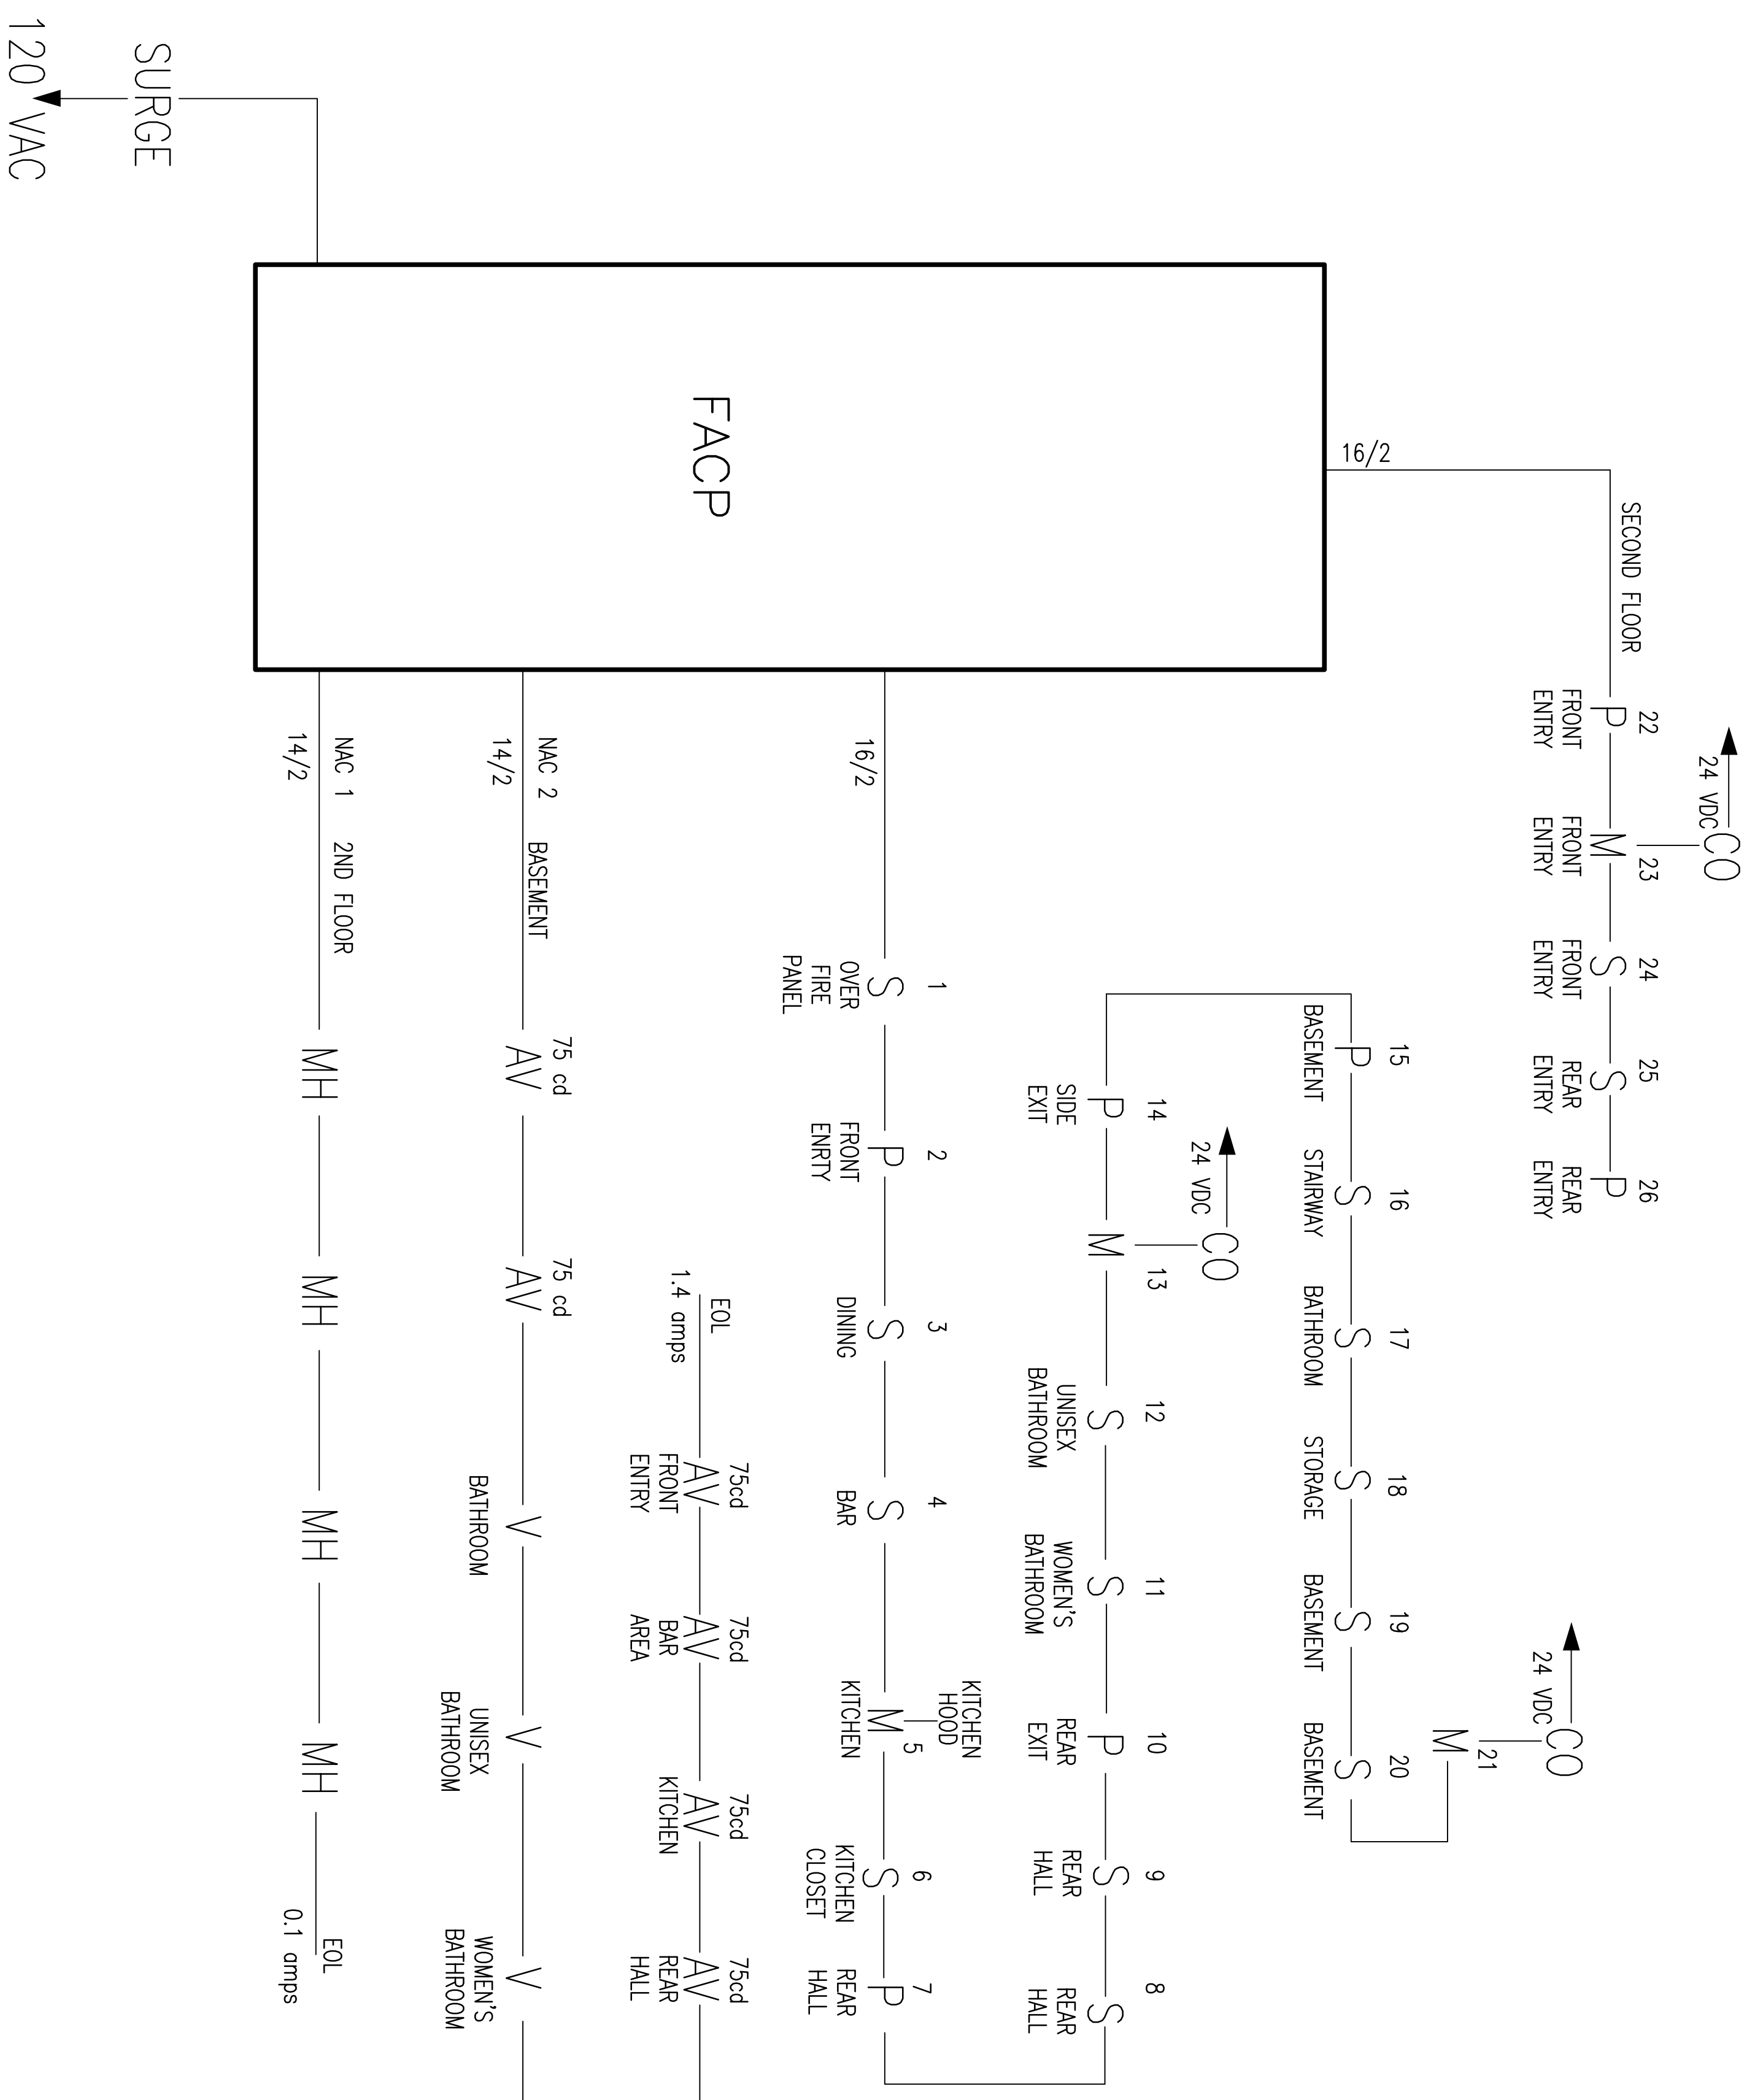 120 VAC
SURGE
FACP
16/2
SECOND FLOOR
22
P
FRONT
ENTRY
24 VDC
CO
23
M
FRONT
ENTRY
24
S
FRONT
ENTRY
25
S
REAR
ENTRY
26
P
REAR
ENTRY
15
P
BASEMENT
16
S
STAIRWAY
17
S
BATHROOM
18
S
STORAGE
19
S
BASEMENT
20
S
BASEMENT
24 VDC
CO
21
M
14
P
SIDE
EXIT
24 VDC
CO
13
M
12
S
UNISEX
BATHROOM
11
S
WOMEN'S
BATHROOM
10
P
REAR
EXIT
9
S
REAR
HALL
8
S
REAR
HALL
16/2
1
S
OVER
FIRE
PANEL
2
P
FRONT
ENRTY
3
S
DINING
4
S
BAR
KITCHEN
HOOD
5
M
KITCHEN
6
S
KITCHEN
CLOSET
7
P
REAR
HALL
EOL
1.4 amps
75cd
AV
FRONT
ENTRY
75cd
AV
BAR
AREA
75cd
AV
KITCHEN
75cd
AV
REAR
HALL
NAC 2
BASEMENT
14/2
75 cd
AV
75 cd
AV
V
BATHROOM
V
UNISEX
BATHROOM
V
WOMEN'S
BATHROOM
NAC 1
2ND FLOOR
14/2
MH
MH
MH
MH
EOL
0.1 amps